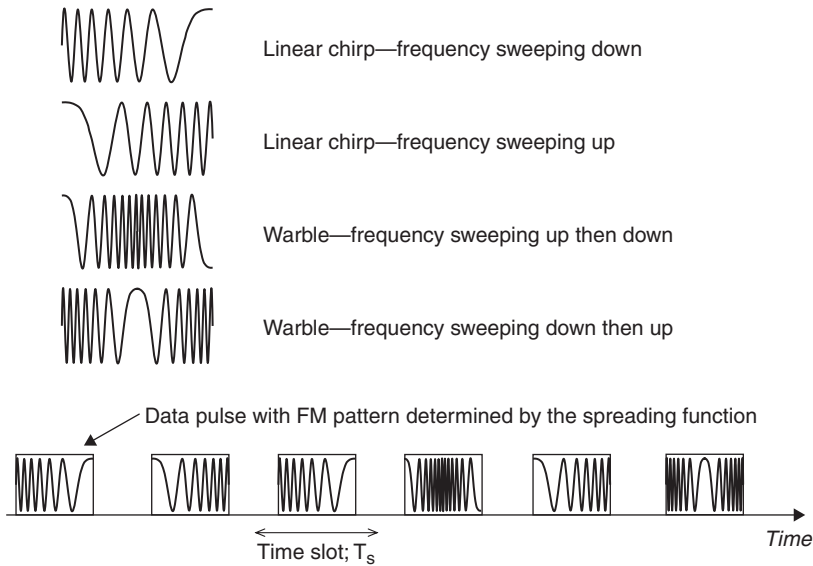 Linear chirp—frequency sweeping down
Linear chirp—frequency sweeping up
Warble—frequency sweeping up then down
Warble—frequency sweeping down then up
Data pulse with FM pattern determined by the spreading function
Time
Time slot; Ts